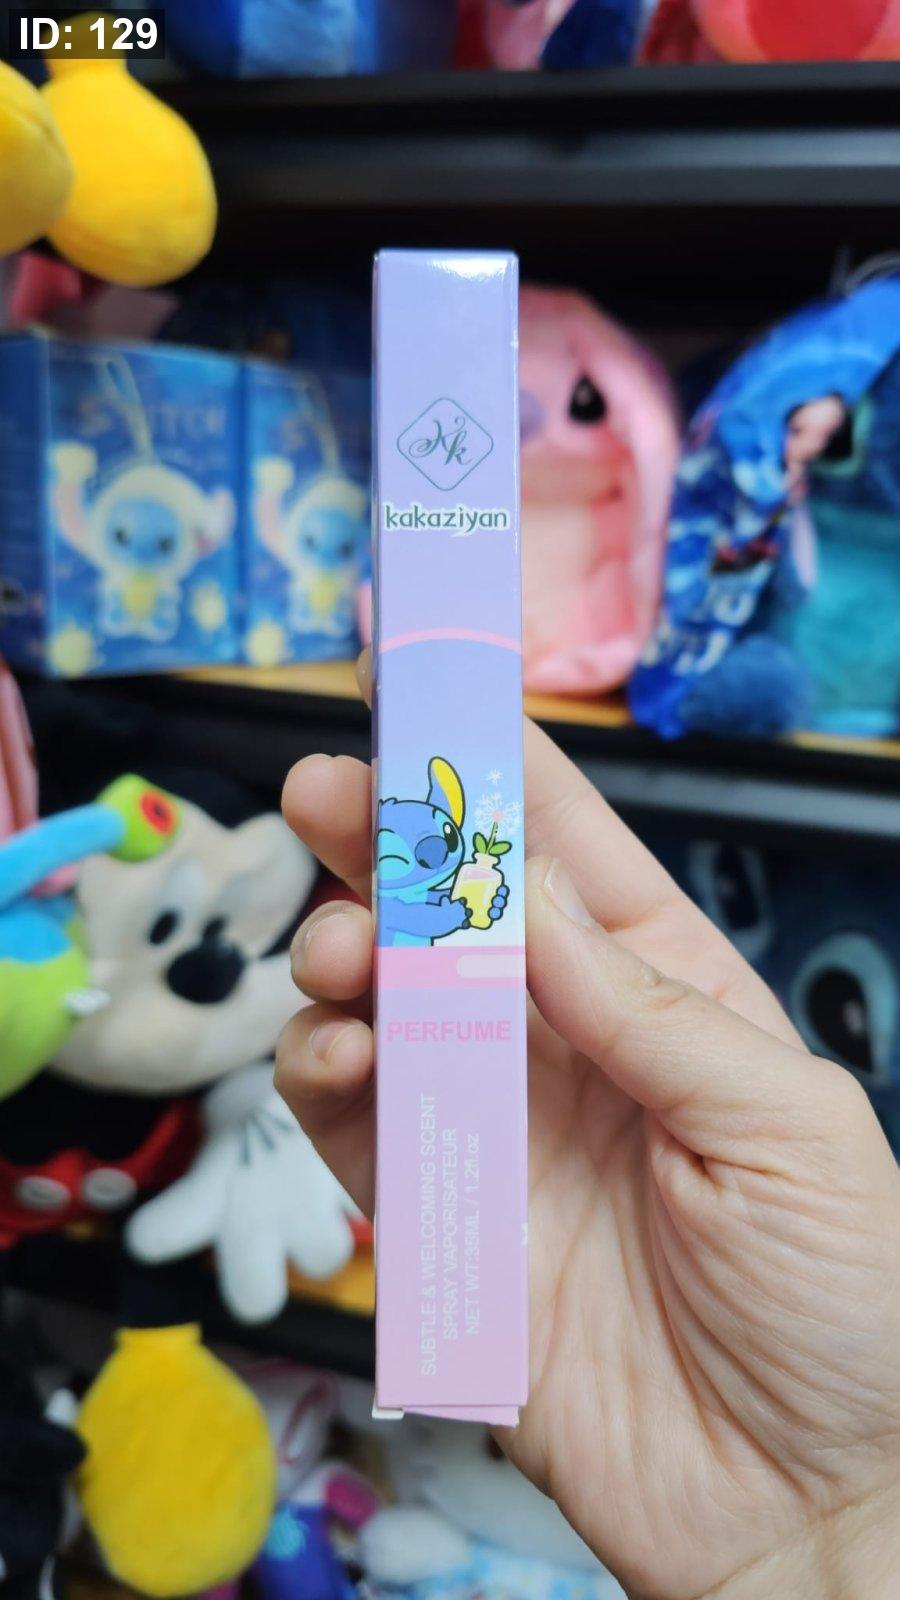 ID: 129
Kk
kakaziyan
PERFUME
SUBTLE & WELCOMING SCENT
SPRAY VAPORISATEUR
NET WT:35ML / 1.2fl.oz